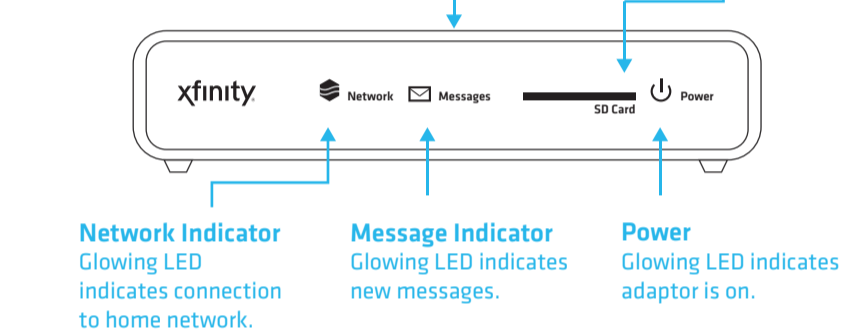 xfinity
Network
Messages
SD Card
Power
Network Indicator
Glowing LED
indicates connection
to home network.
Message Indicator
Glowing LED indicates
new messages.
Power
Glowing LED indicates
adaptor is on.